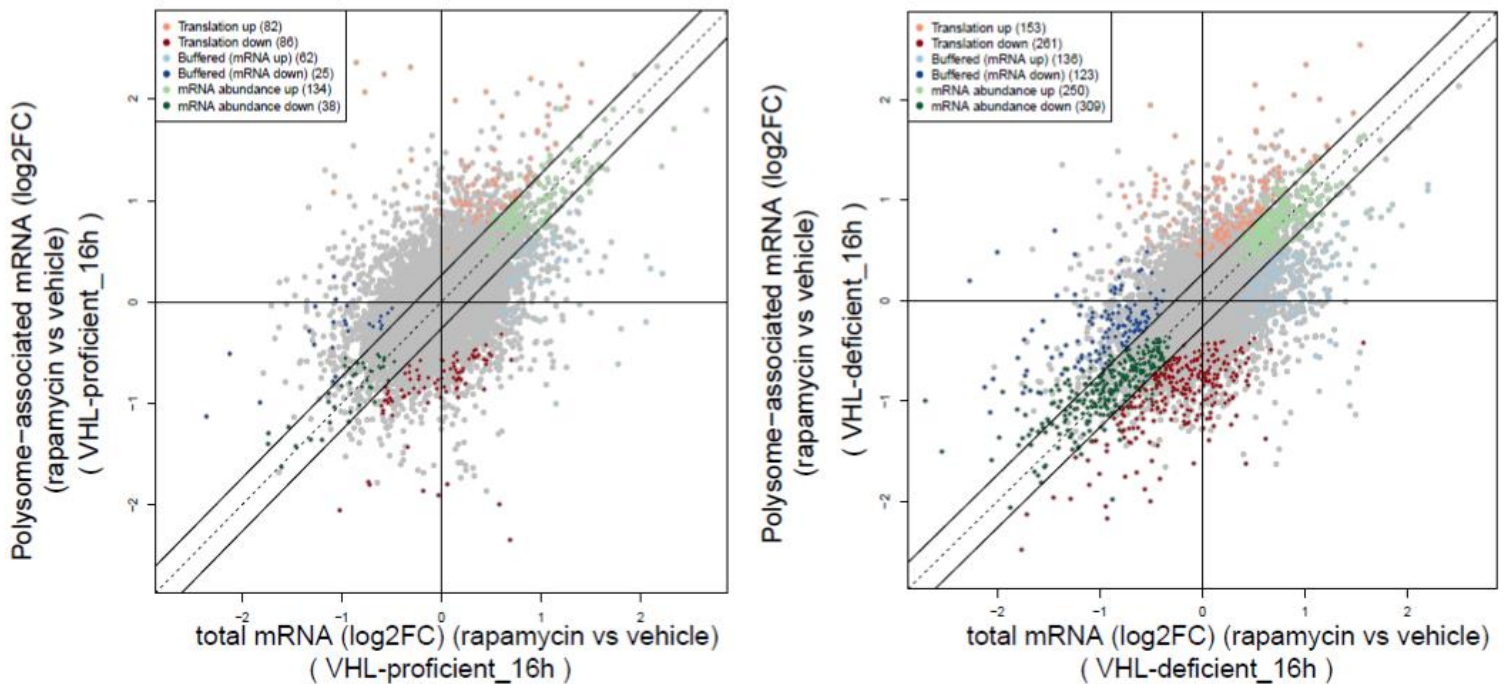 Translation up (82)
Translation down (86)
Buffered (mRNA up) (62)
Buffered (mRNA down) (25)
mRNA abundance up (134)
mRNA abundance down (38)
Polysome−associated mRNA (log2FC)
(rapamycin vs vehicle)
( VHL-proficient_16h )
2
1
0
−1
−2
−2
−1
0
1
2
total mRNA (log2FC) (rapamycin vs vehicle)
( VHL-proficient_16h )
Translation up (153)
Translation down (261)
Buffered (mRNA up) (136)
Buffered (mRNA down) (123)
mRNA abundance up (250)
mRNA abundance down (309)
Polysome−associated mRNA (log2FC)
(rapamycin vs vehicle)
( VHL-deficient_16h )
2
1
0
−1
−2
−2
−1
0
1
2
total mRNA (log2FC) (rapamycin vs vehicle)
( VHL-deficient_16h )